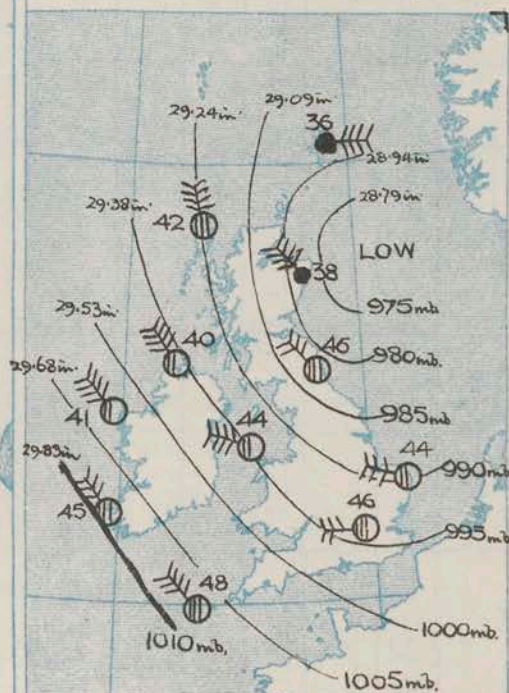 29.09in.
29.24in.
36
28.94in.
28.79in.
29.38in.
42
LOW
38
29.53in.
975mb.
40
46
980mb.
29.68in.
41
985mb
44
44
29.83in
990mb
45
46
995mb.
48
1000mb.
1010mb.
1005mb.